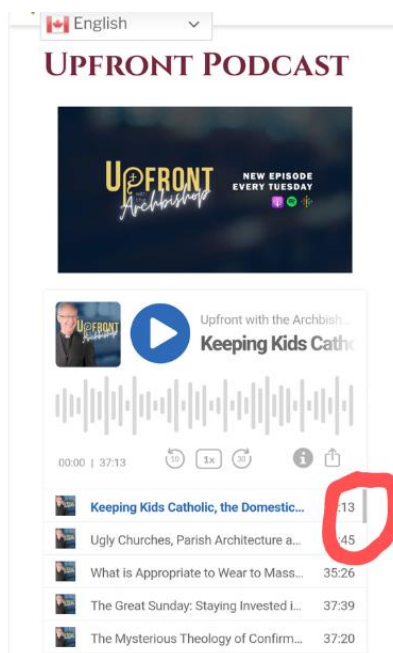 English
UPFRONT PODCAST
UPFRONT
with the
Archbishop
NEW EPISODE
EVERY TUESDAY
UPFRONT
Archbishop
Upfront with the Archbish...
Keeping Kids Catho
00:00 | 37:13
10
1x
30
Keeping Kids Catholic, the Domestic...
:13
Ugly Churches, Parish Architecture a...
:45
What is Appropriate to Wear to Mass...
35:26
The Great Sunday: Staying Invested i...
37:39
The Mysterious Theology of Confirm...
37:20